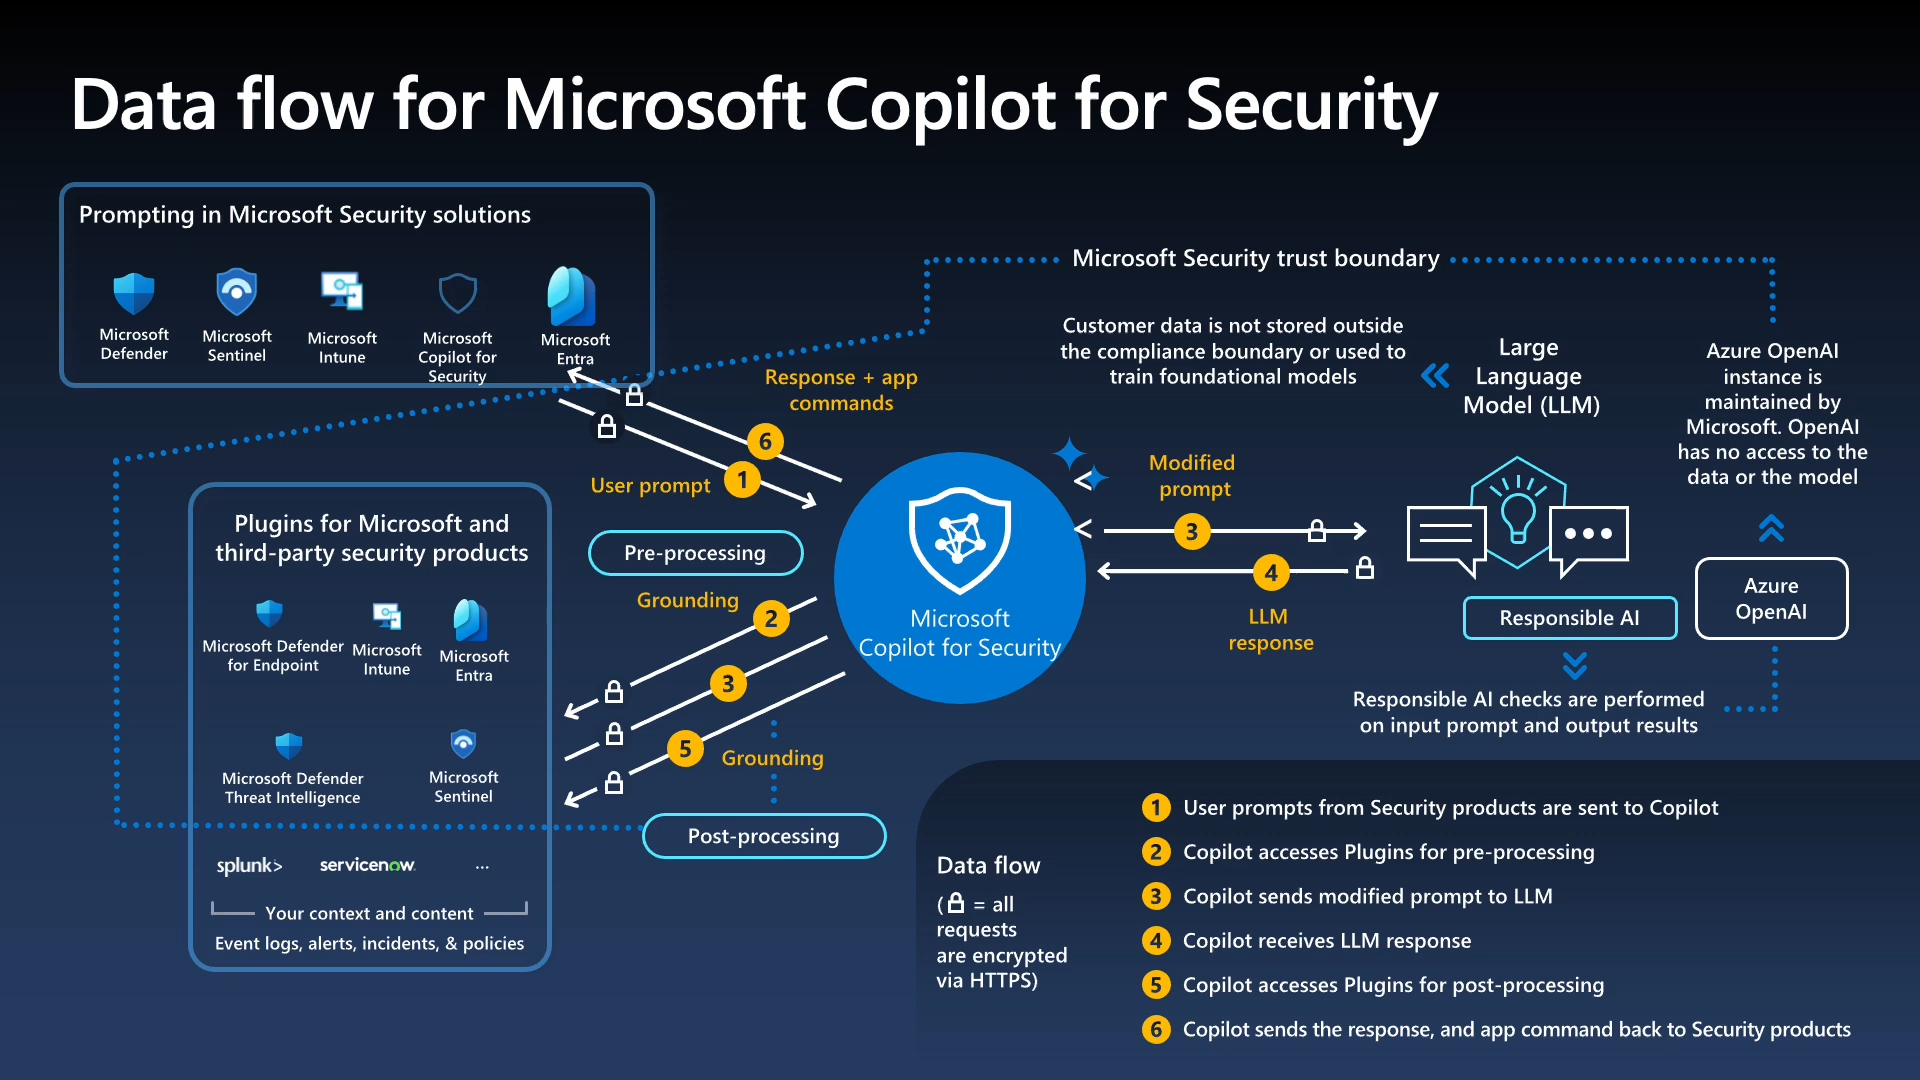 Data flow for Microsoft Copilot for Security
Prompting in Microsoft Security solutions
Microsoft
Defender
Microsoft
Sentinel
Microsoft
Intune
Microsoft
Copilot for
Security
Microsoft
Entra
Microsoft Security trust boundary
Customer data is not stored outside
the compliance boundary or used to
train foundational models
Large
Language
Model (LLM)
Azure OpenAI
instance is
maintained by
Microsoft. OpenAI
has no access to the
data or the model
Response + app
commands
6
1
User prompt
Pre-processing
Grounding
2
3
5
Grounding
Post-processing
Plugins for Microsoft and
third-party security products
Microsoft Defender
for Endpoint
Microsoft
Intune
Microsoft
Entra
Microsoft Defender
Threat Intelligence
Microsoft
Sentinel
splunk>
servicenow
...
Your context and content
Event logs, alerts, incidents, & policies
Microsoft
Copilot for Security
Modified
prompt
3
4
LLM
response
Responsible AI
Azure
OpenAI
Responsible AI checks are performed
on input prompt and output results
Data flow
( = all
requests
are encrypted
via HTTPS)
1 User prompts from Security products are sent to Copilot
2 Copilot accesses Plugins for pre-processing
3 Copilot sends modified prompt to LLM
4 Copilot receives LLM response
5 Copilot accesses Plugins for post-processing
6 Copilot sends the response, and app command back to Security products